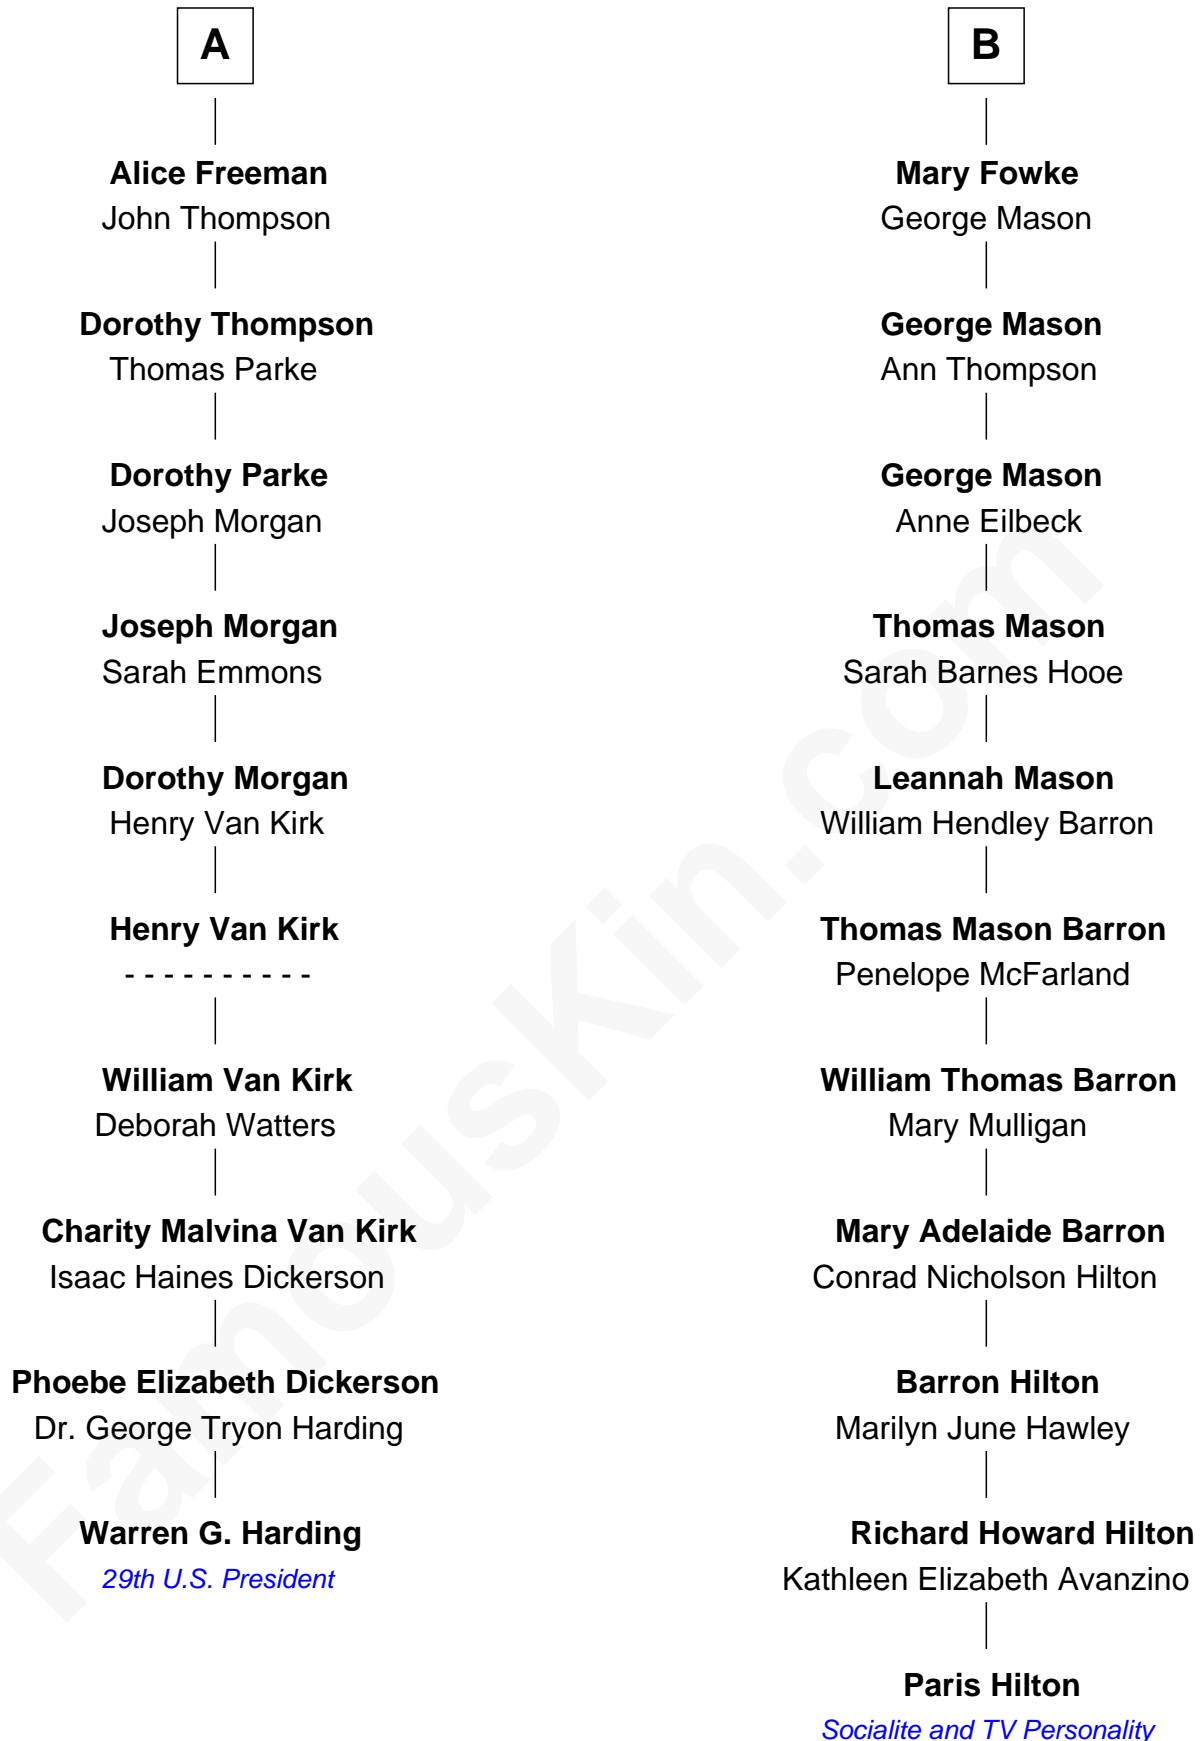 A
Alice Freeman
John Thompson
Dorothy Thompson
Thomas Parke
Dorothy Parke
Joseph Morgan
Joseph Morgan
Sarah Emmons
Dorothy Morgan
Henry Van Kirk
Henry Van Kirk
- - - - - - - - - -
William Van Kirk
Deborah Watters
Charity Malvina Van Kirk
Isaac Haines Dickerson
Phoebe Elizabeth Dickerson
Dr. George Tryon Harding
Warren G. Harding
29th U.S. President
B
Mary Fowke
George Mason
George Mason
Ann Thompson
George Mason
Anne Eilbeck
Thomas Mason
Sarah Barnes Hooe
Leannah Mason
William Hendley Barron
Thomas Mason Barron
Penelope McFarland
William Thomas Barron
Mary Mulligan
Mary Adelaide Barron
Conrad Nicholson Hilton
Barron Hilton
Marilyn June Hawley
Richard Howard Hilton
Kathleen Elizabeth Avanzino
Paris Hilton
Socialite and TV Personality
FamousKin.com